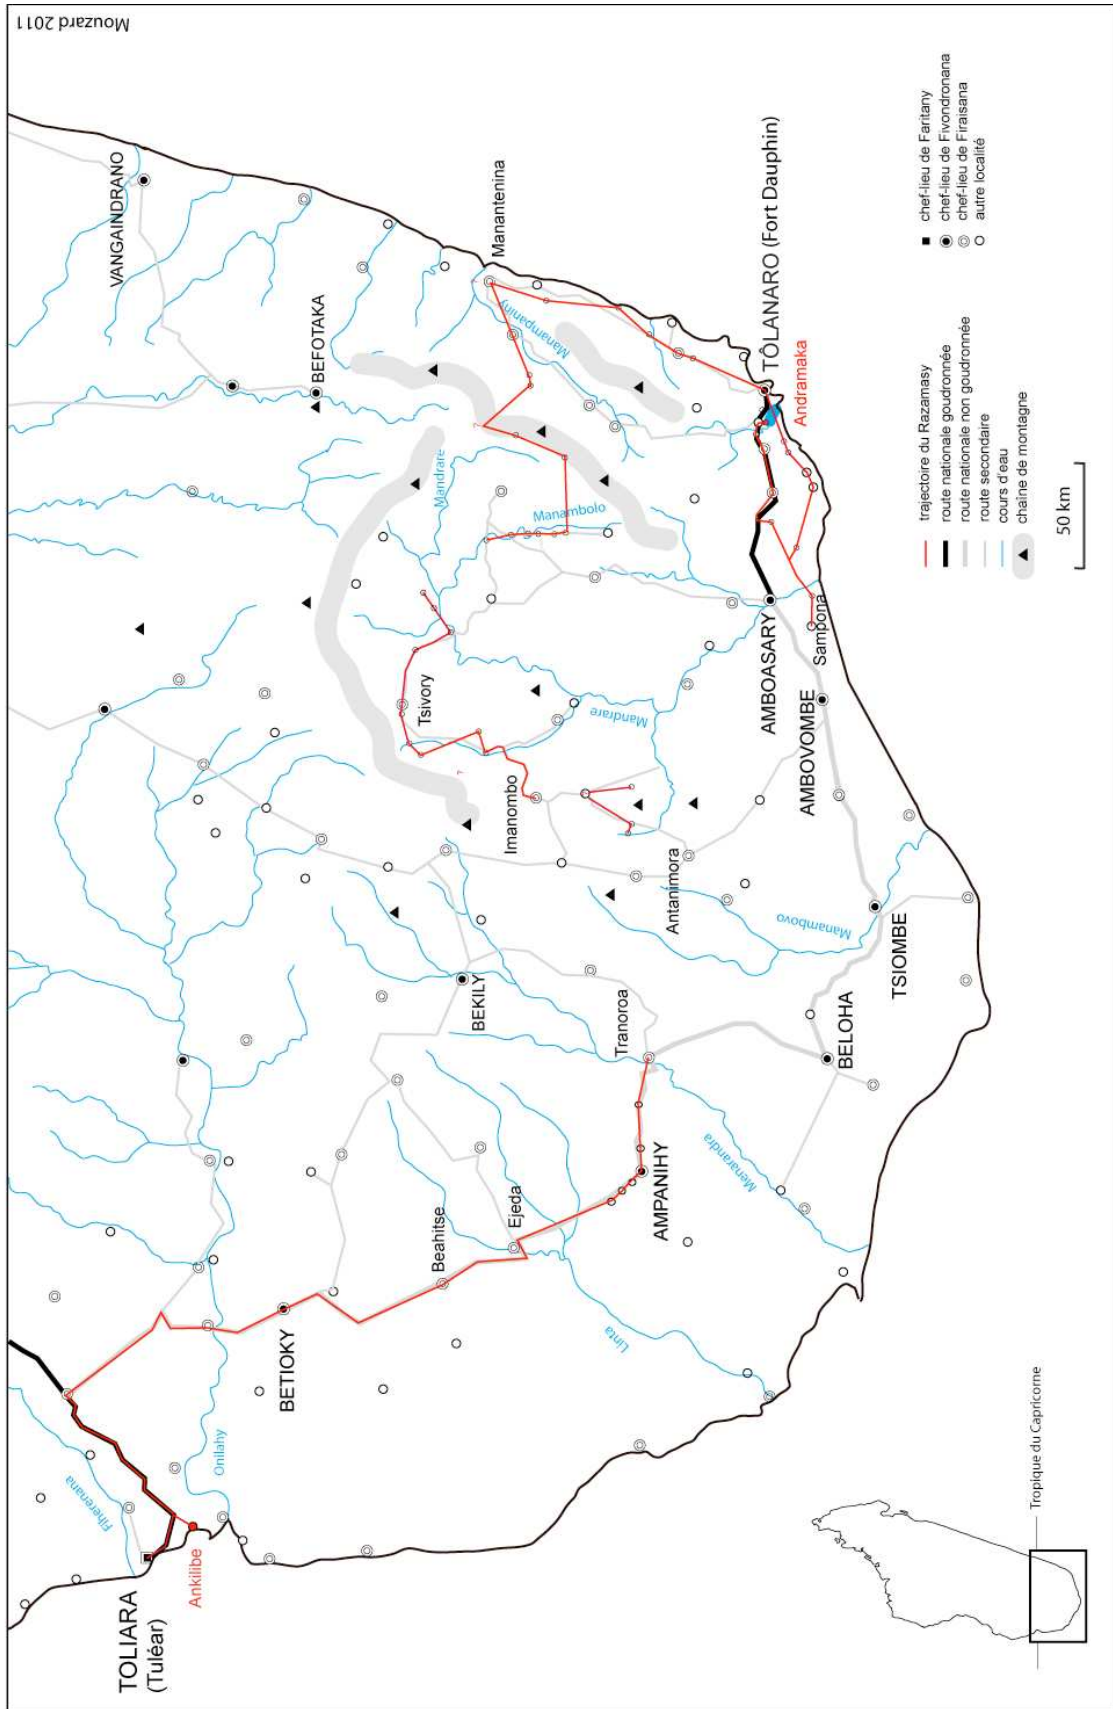 Mouzard 2011
VANGAINDRANO
BEFOTAKA
Manantenina
Manampaniny
Mandrare
Manambolo
TÔLANARO (Fort Dauphin)
Andramaka
Tsivory
Imanombo
Mandrare
AMBOASARY
Sampona
AMBOVOMBE
Antanimora
Manambovo
TSIOMBE
BEKILY
Tranoroa
BELOHA
Menarandra
AMPANIHY
Ejeda
Beahitse
BETIOKY
Linta
Onilahy
Fiherenana
TOLIARA
(Tuléar)
Ankilibe
trajectoire du Razamasy
route nationale goudronnée
route nationale non goudronnée
route secondaire
cours d'eau
chaîne de montagne
chef-lieu de Faritany
chef-lieu de Fivondronana
chef-lieu de Firaisana
autre localité
50 km
Tropique du Capricorne
?
?
?